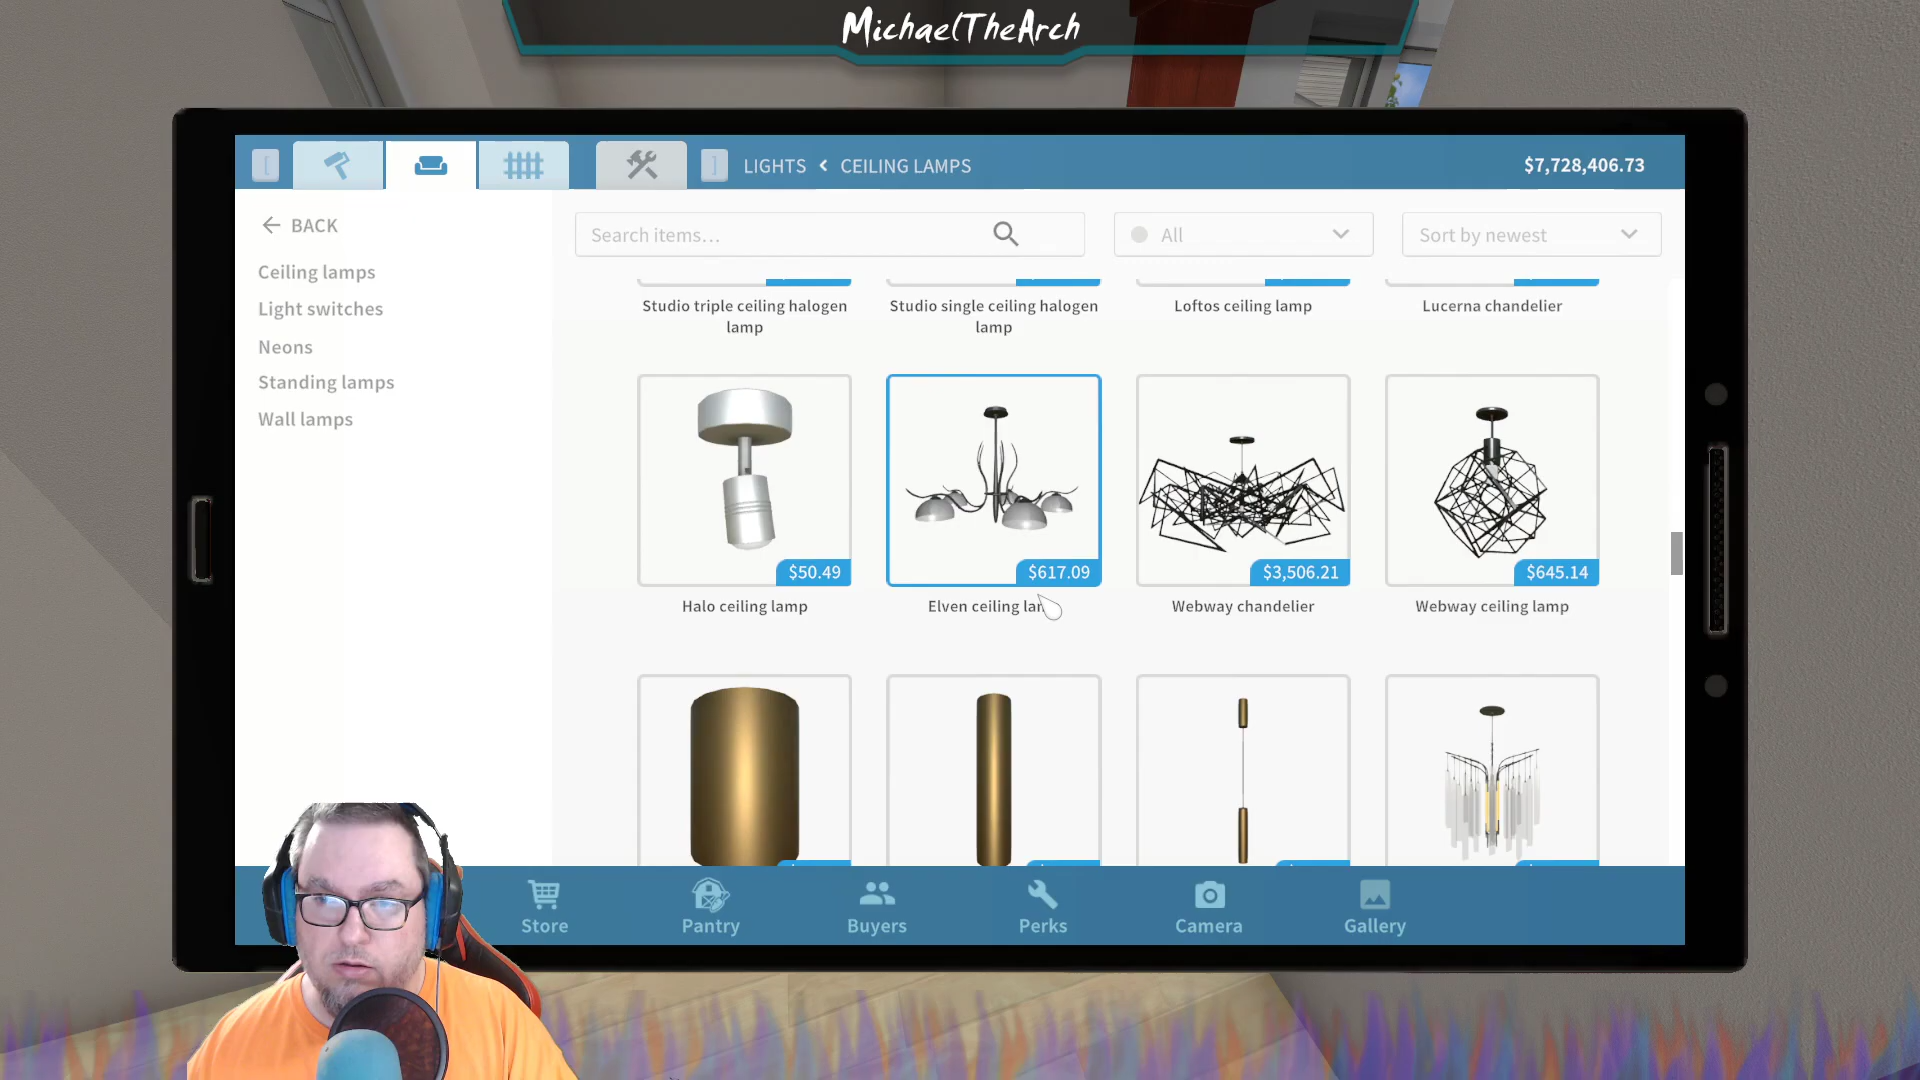 MichaelTheArch
[
]
LIGHTS < CEILING LAMPS
$7,728,406.73
BACK
Search items...
All
Sort by newest
Ceiling lamps
Light switches
Neons
Standing lamps
Wall lamps
Studio triple ceiling halogen
lamp
Studio single ceiling halogen
lamp
Loftos ceiling lamp
Lucerna chandelier
$50.49
$617.09
$3,506.21
$645.14
Halo ceiling lamp
Elven ceiling
Webway chandelier
Webway ceiling lamp
Store
Pantry
Buyers
Perks
Camera
Gallery